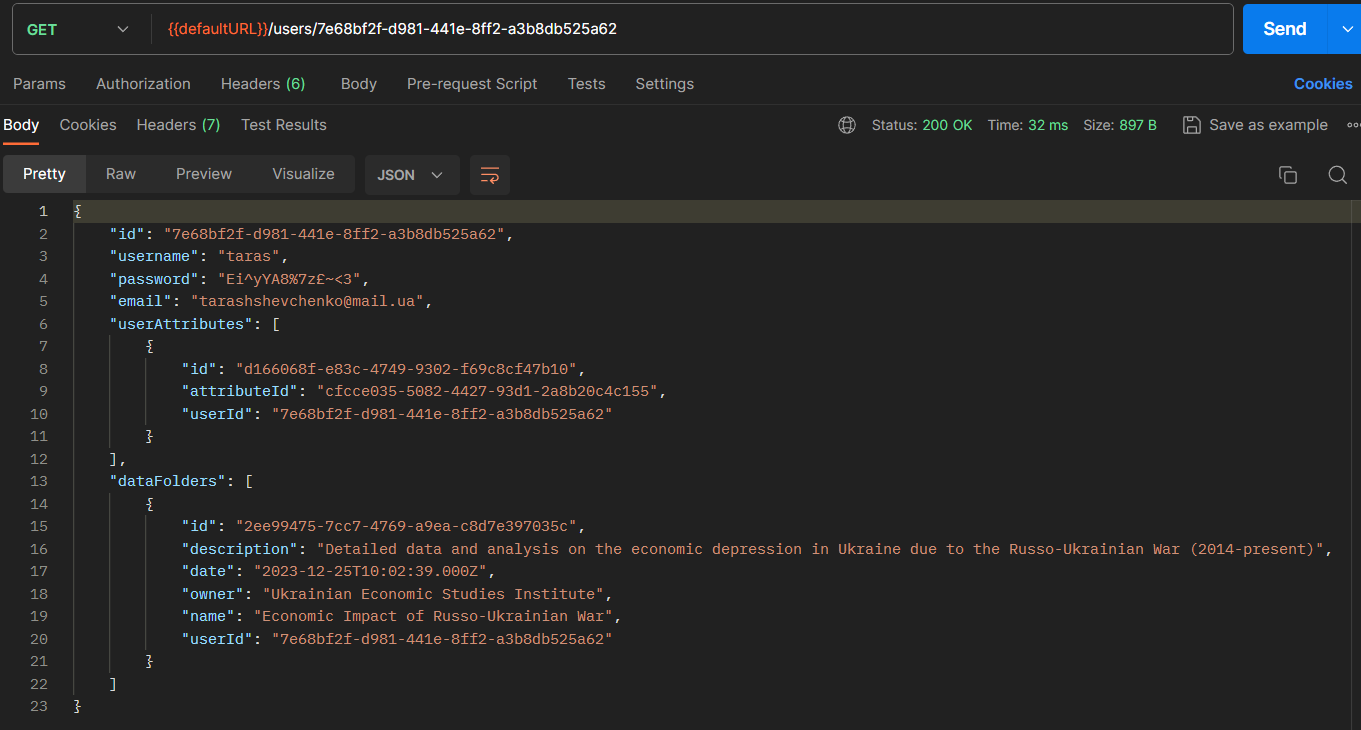 GET {{defaultURL}}/users/7e68bf2f-d981-441e-8ff2-a3b8db525a62 Send
Params Authorization Headers (6) Body Pre-request Script Tests Settings Cookies
Body Cookies Headers (7) Test Results Status: 200 OK Time: 32 ms Size: 897 B Save as example
Pretty Raw Preview Visualize JSON
1 {
2 "id": "7e68bf2f-d981-441e-8ff2-a3b8db525a62",
3 "username": "taras",
4 "password": "Ei^yYA8%7z£~<3",
5 "email": "tarashshevchenko@mail.ua",
6 "userAttributes": [
7 {
8 "id": "d166068f-e83c-4749-9302-f69c8cf47b10",
9 "attributeId": "cfcce035-5082-4427-93d1-2a8b20c4c155",
10 "userId": "7e68bf2f-d981-441e-8ff2-a3b8db525a62"
11 }
12 ],
13 "dataFolders": [
14 {
15 "id": "2ee99475-7cc7-4769-a9ea-c8d7e397035c",
16 "description": "Detailed data and analysis on the economic depression in Ukraine due to the Russo-Ukrainian War (2014-present)",
17 "date": "2023-12-25T10:02:39.000Z",
18 "owner": "Ukrainian Economic Studies Institute",
19 "name": "Economic Impact of Russo-Ukrainian War",
20 "userId": "7e68bf2f-d981-441e-8ff2-a3b8db525a62"
21 }
22 ]
23 }